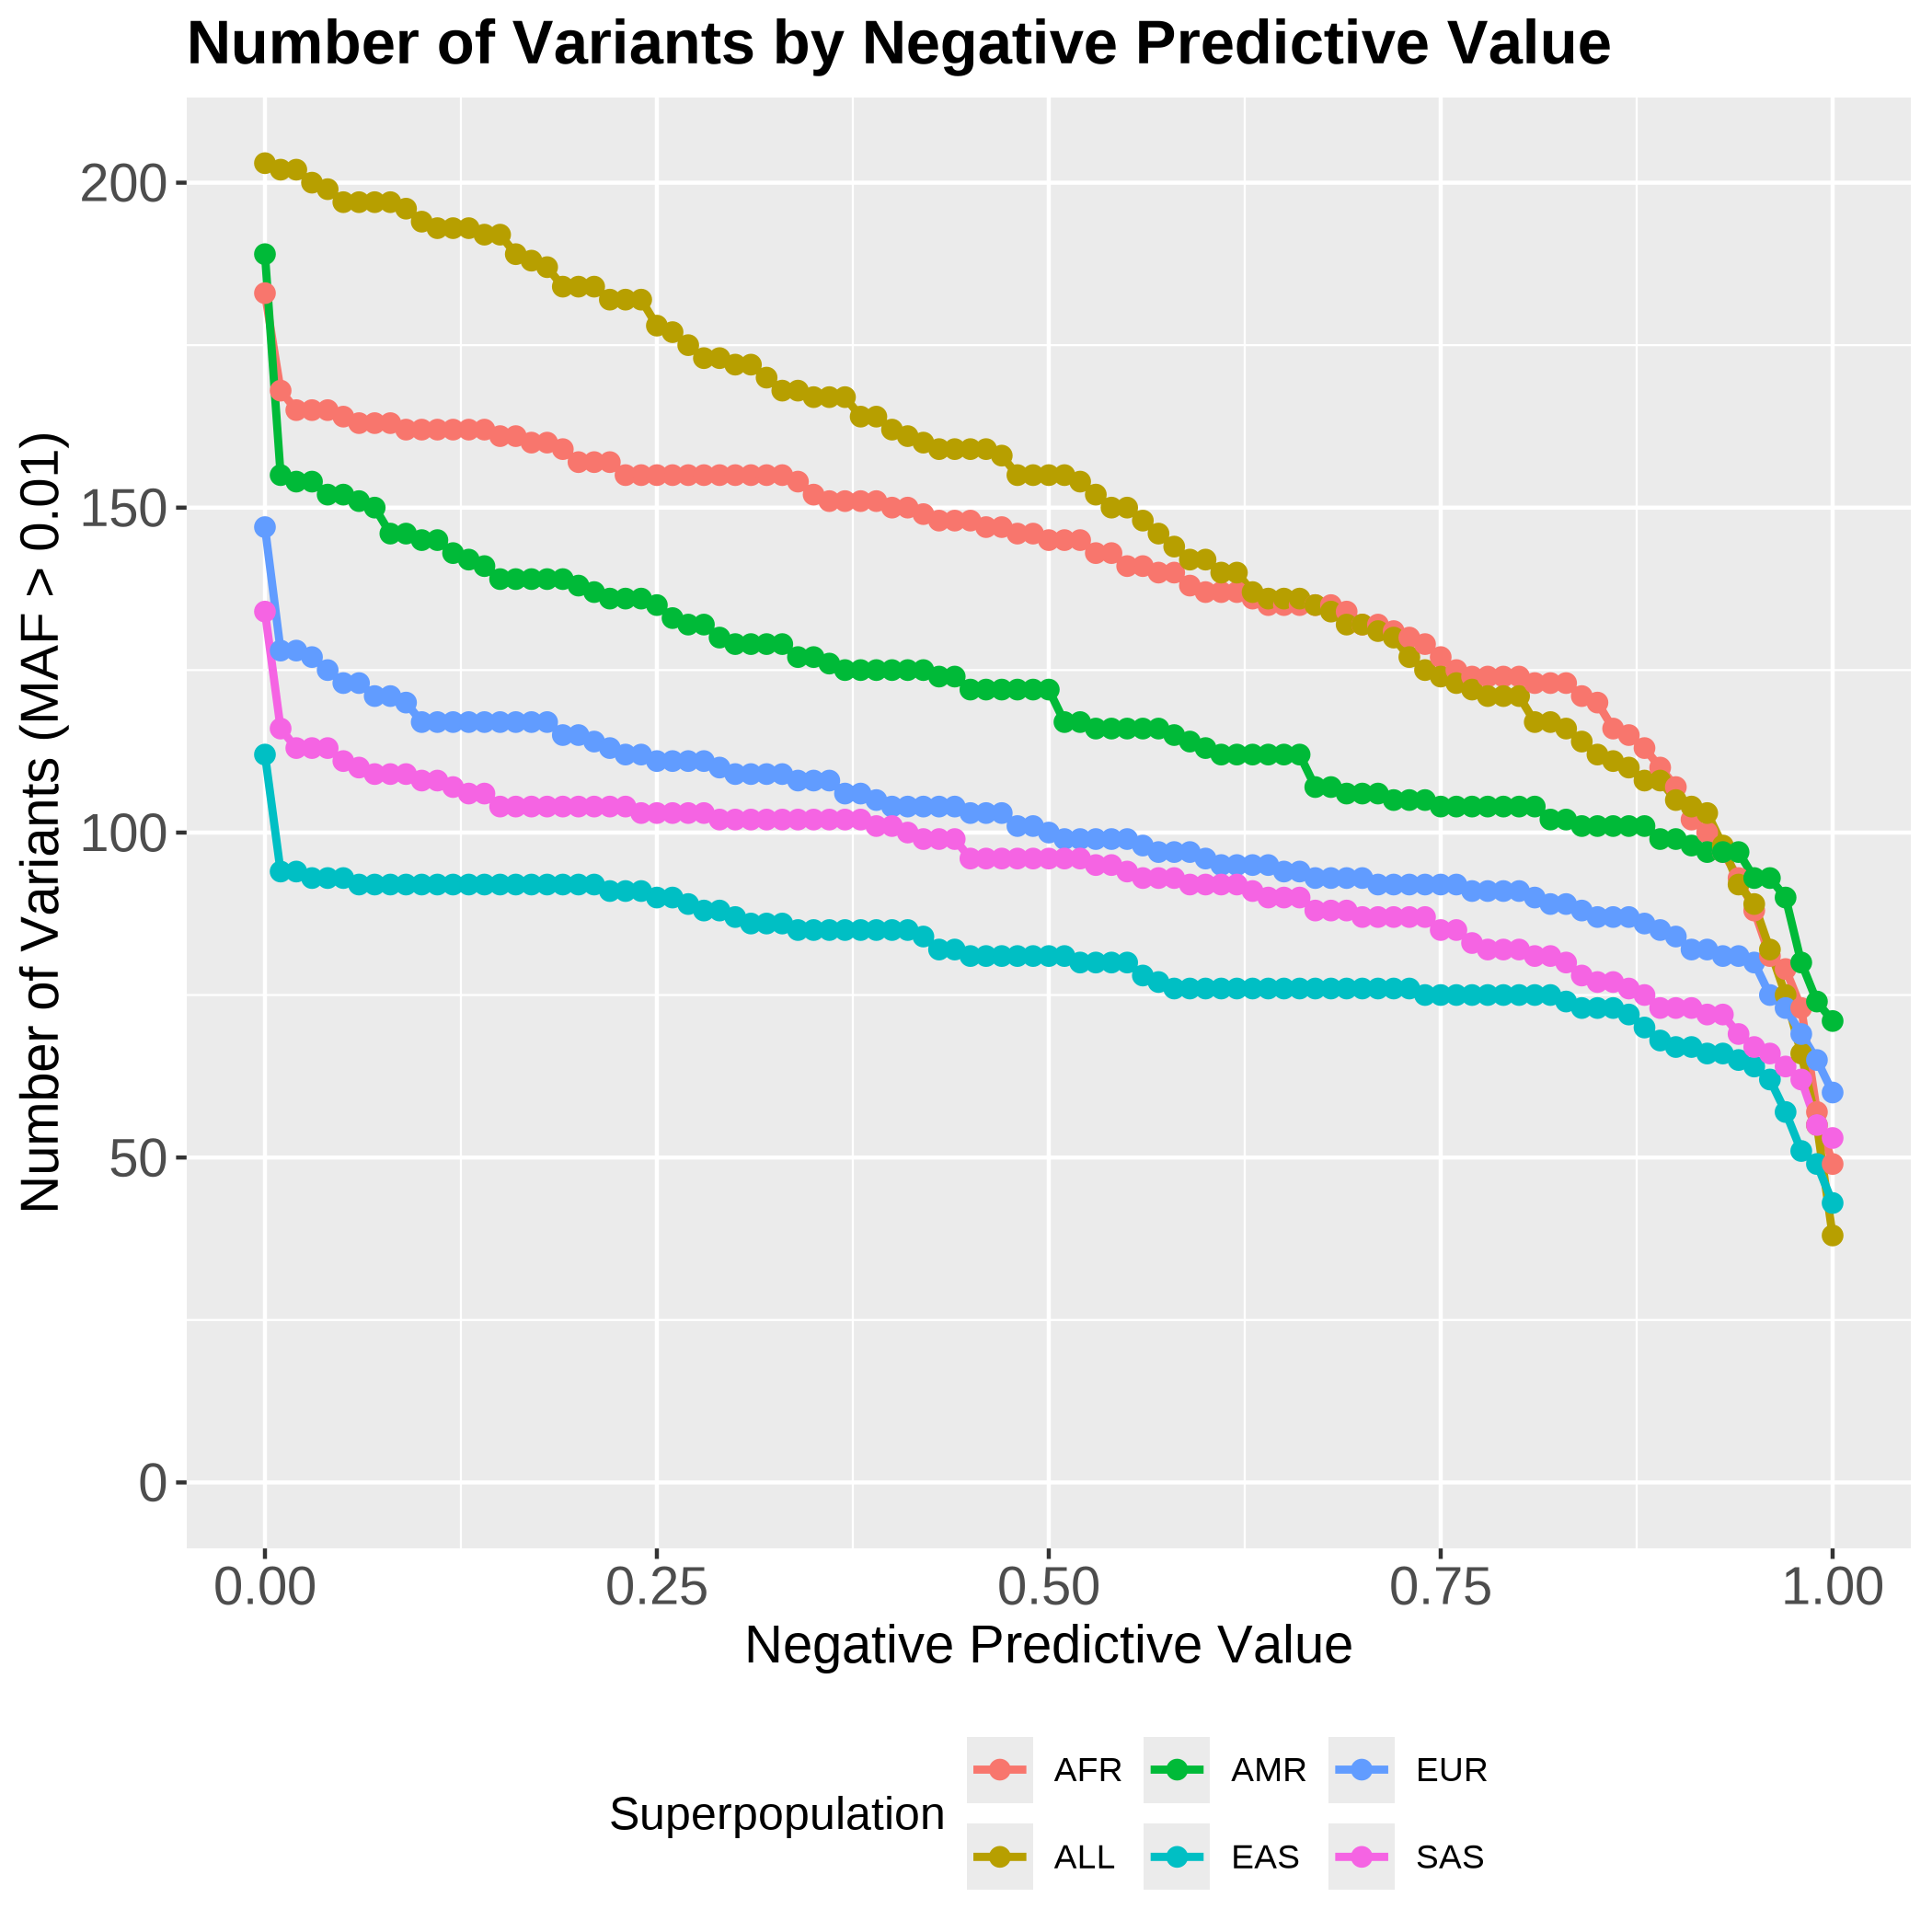 Number of Variants by Negative Predictive Value
Number of Variants (MAF > 0.01)
200
150
100
50
0
0.00 0.25 0.50 0.75 1.00
Negative Predictive Value
Superpopulation
AFR AMR EUR
ALL EAS SAS